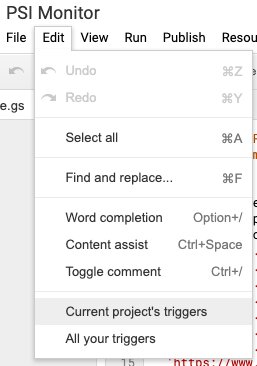 PSI Monitor
File Edit View Run Publish Resou
Undo ⌘Z
Redo ⌘Y
e.gs
Select all ⌘A
Find and replace... ⌘F
Word completion Option+/
Content assist Ctrl+Space
Toggle comment Ctrl+/
Current project's triggers
All your triggers
15 'https://www.